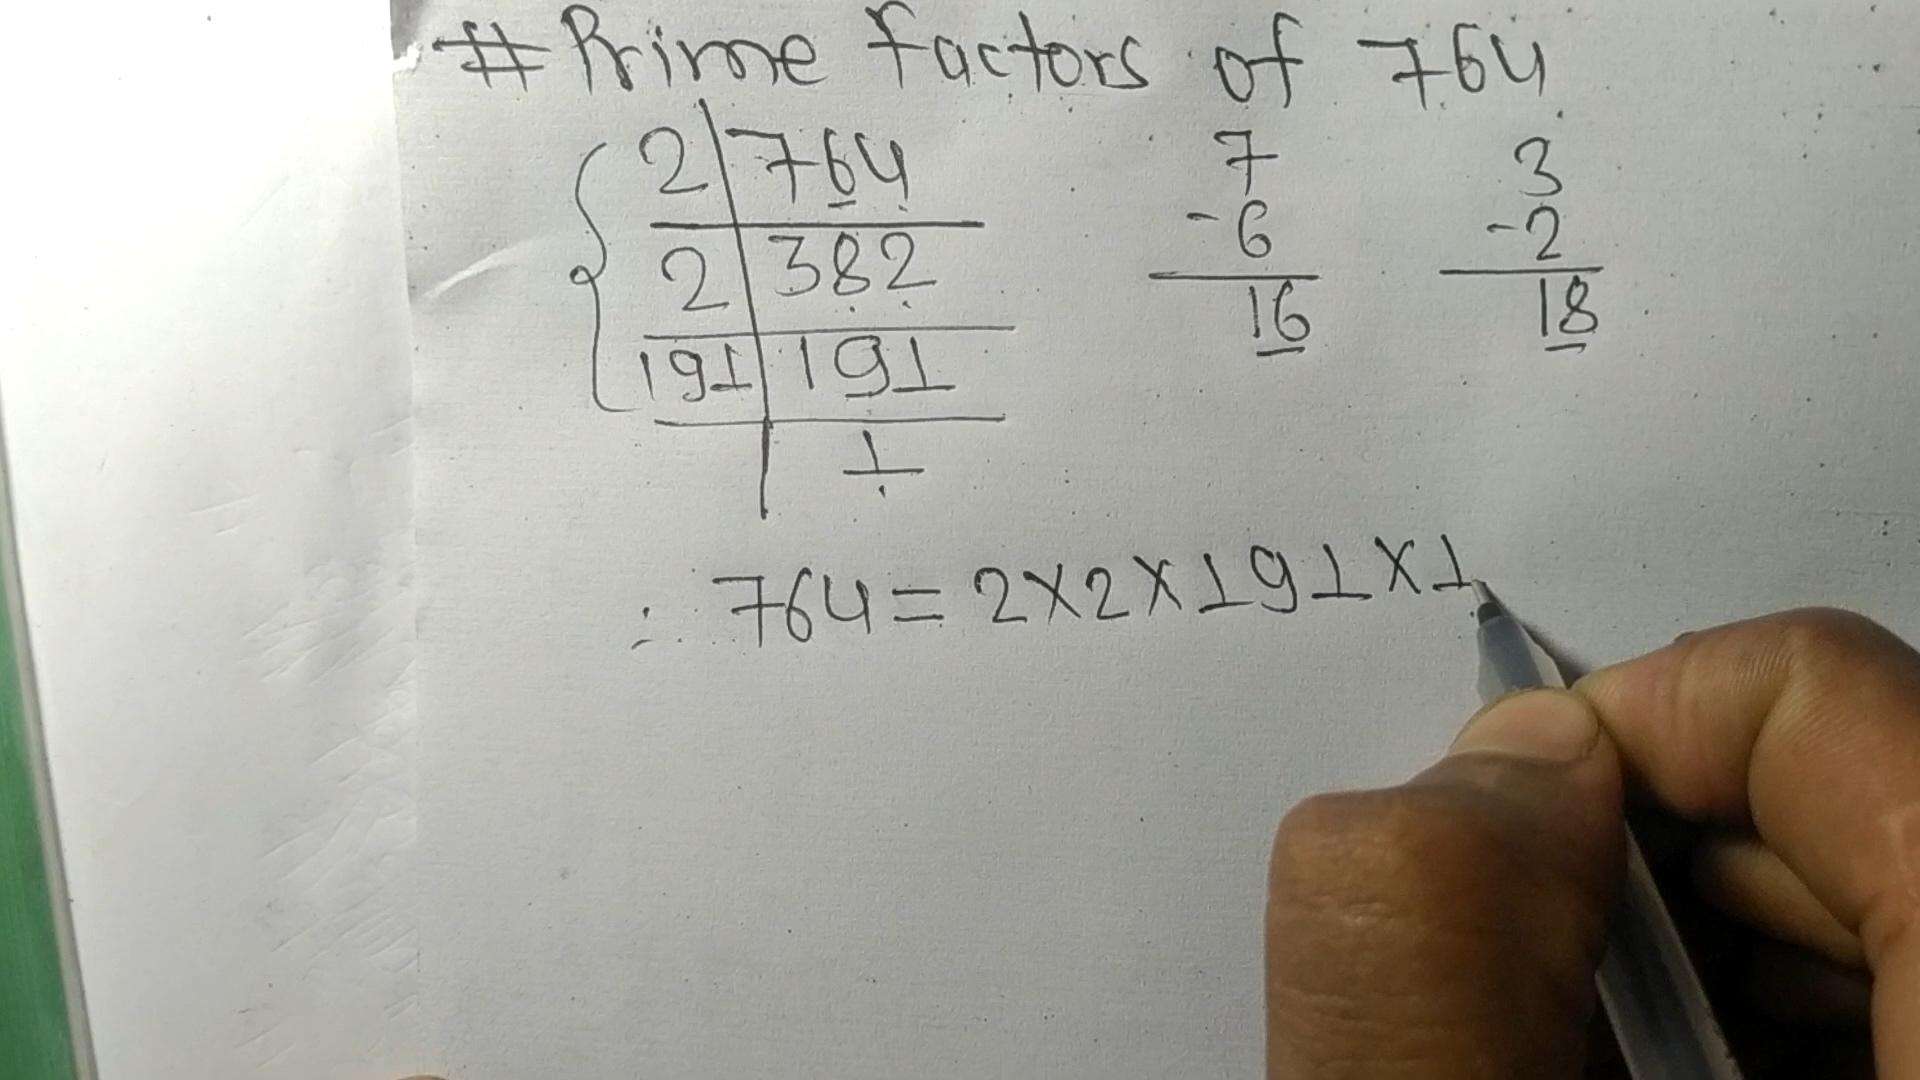 # Prime factors of 764
2 | 764
2 | 382
191 | 191
1
7
-6
16
3
-2
18
∴ 764 = 2×2×191×1